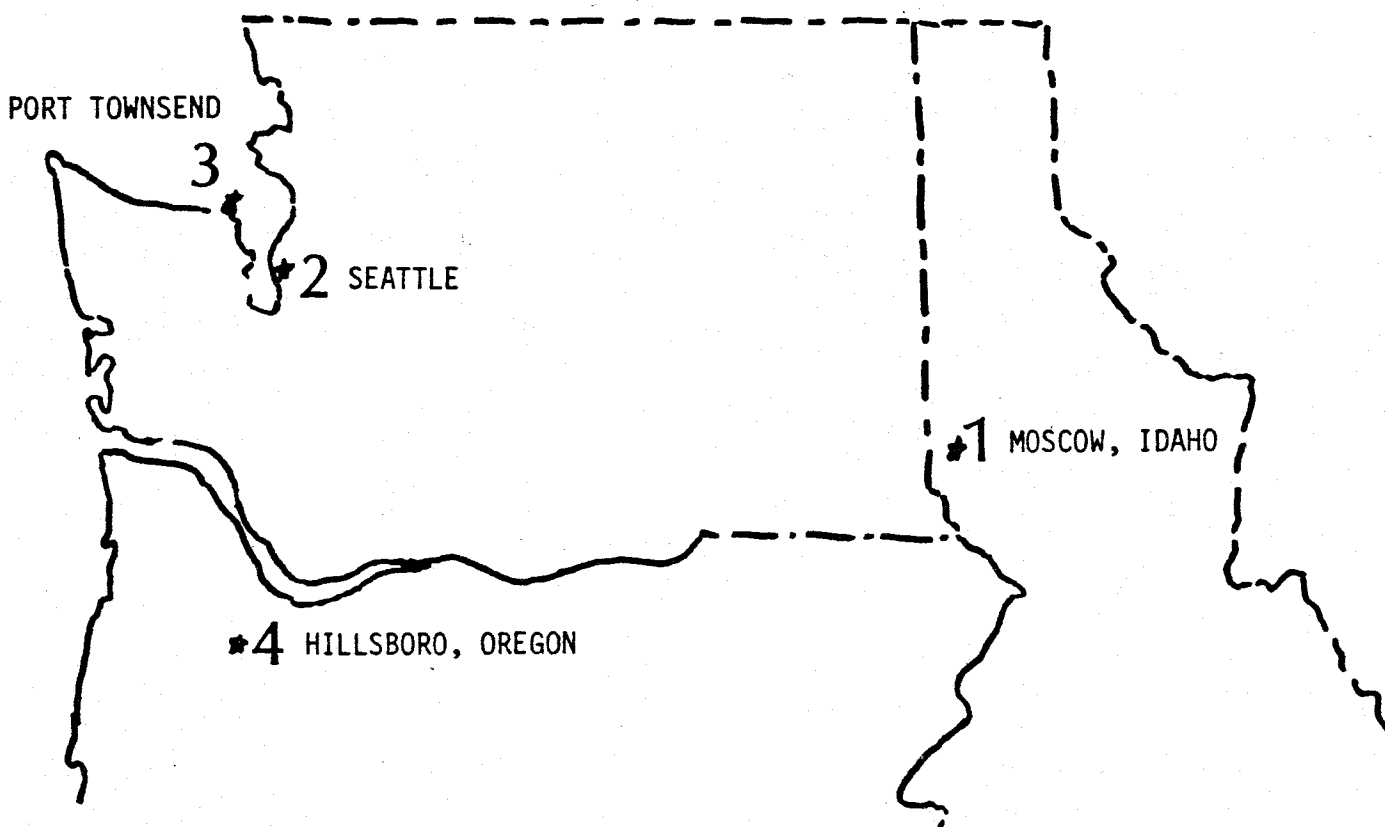 PORT TOWNSEND
3
*2 SEATTLE
*1 MOSCOW, IDAHO
*4 HILLSBORO, OREGON